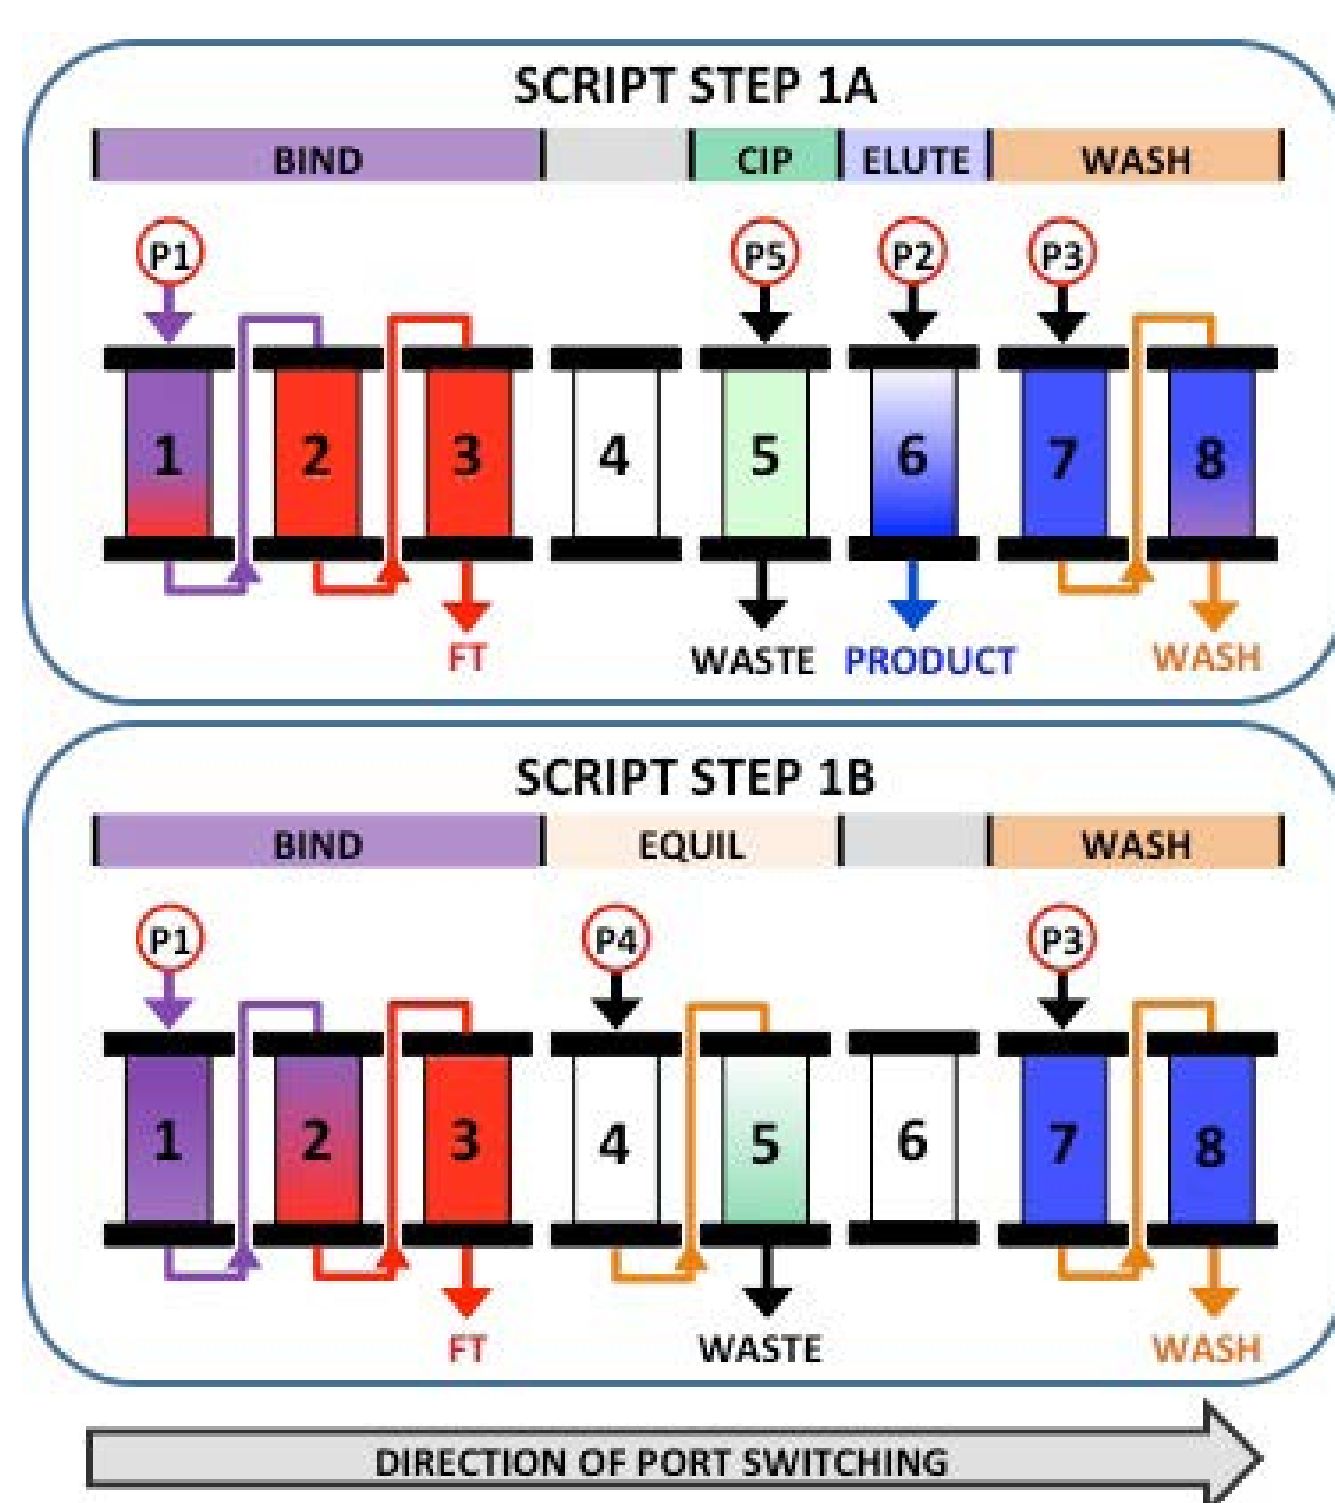 SCRIPT STEP 1A
BIND CIP ELUTE WASH
P1 P5 P2 P3
1 2 3 4 5 6 7 8
FT WASTE PRODUCT WASH
SCRIPT STEP 1B
BIND EQUIL WASH
P1 P4 P3
1 2 3 4 5 6 7 8
FT WASTE WASH
DIRECTION OF PORT SWITCHING